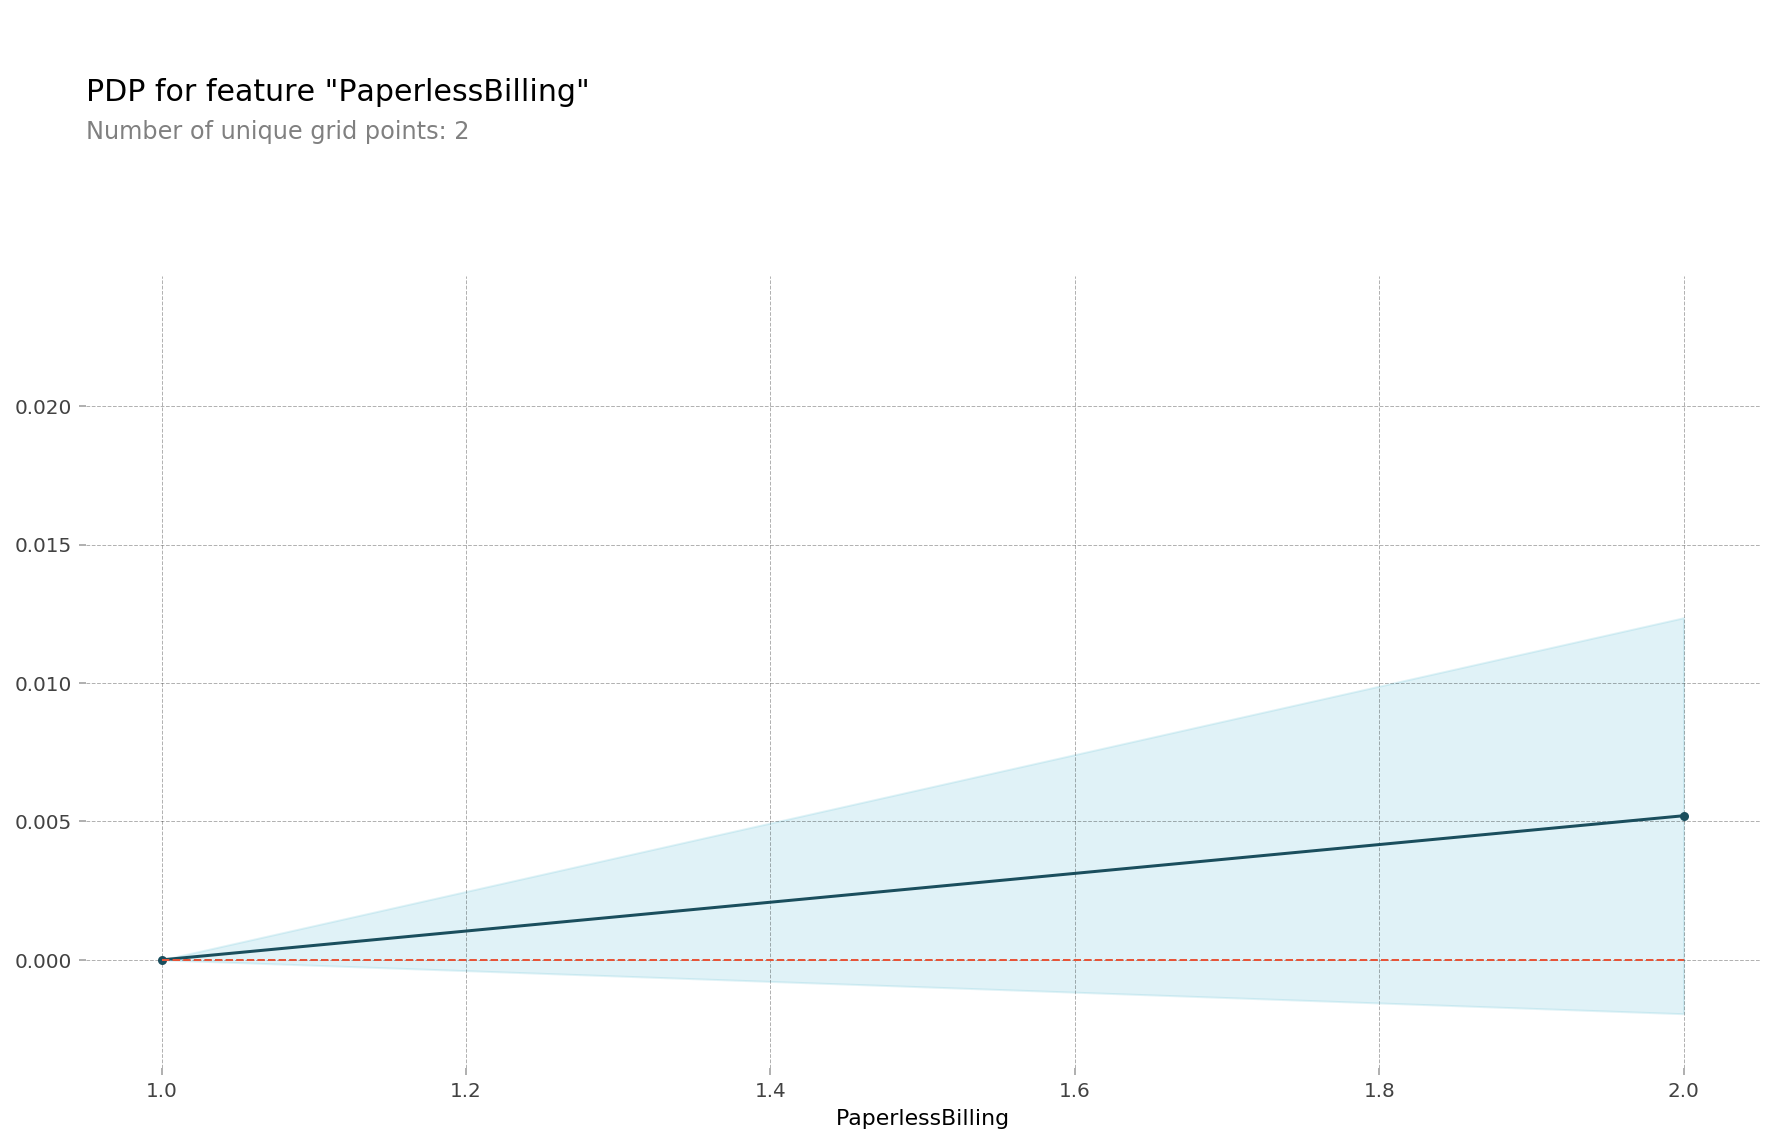 PDP for feature "PaperlessBilling"
Number of unique grid points: 2
0.020
0.015
0.010
0.005
0.000
1.0 1.2 1.4 1.6 1.8 2.0
PaperlessBilling